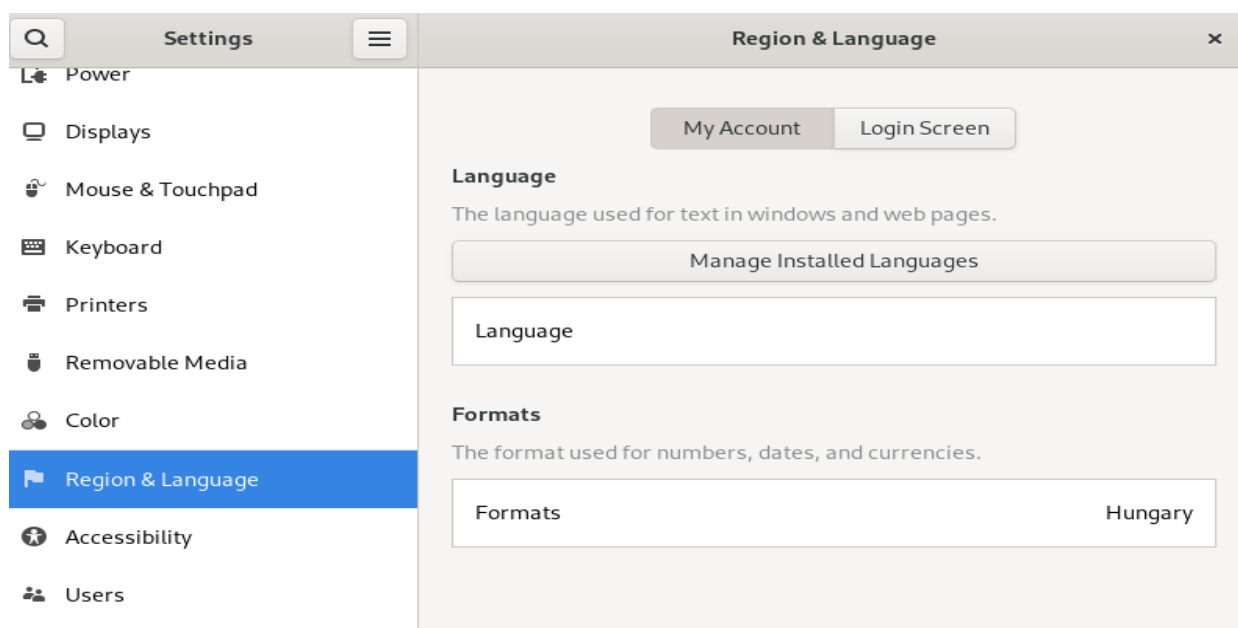 Settings
Region & Language
Power
Displays
Mouse & Touchpad
Keyboard
Printers
Removable Media
Color
Region & Language
Accessibility
Users
My Account
Login Screen
Language
The language used for text in windows and web pages.
Manage Installed Languages
Language
Formats
The format used for numbers, dates, and currencies.
Formats Hungary